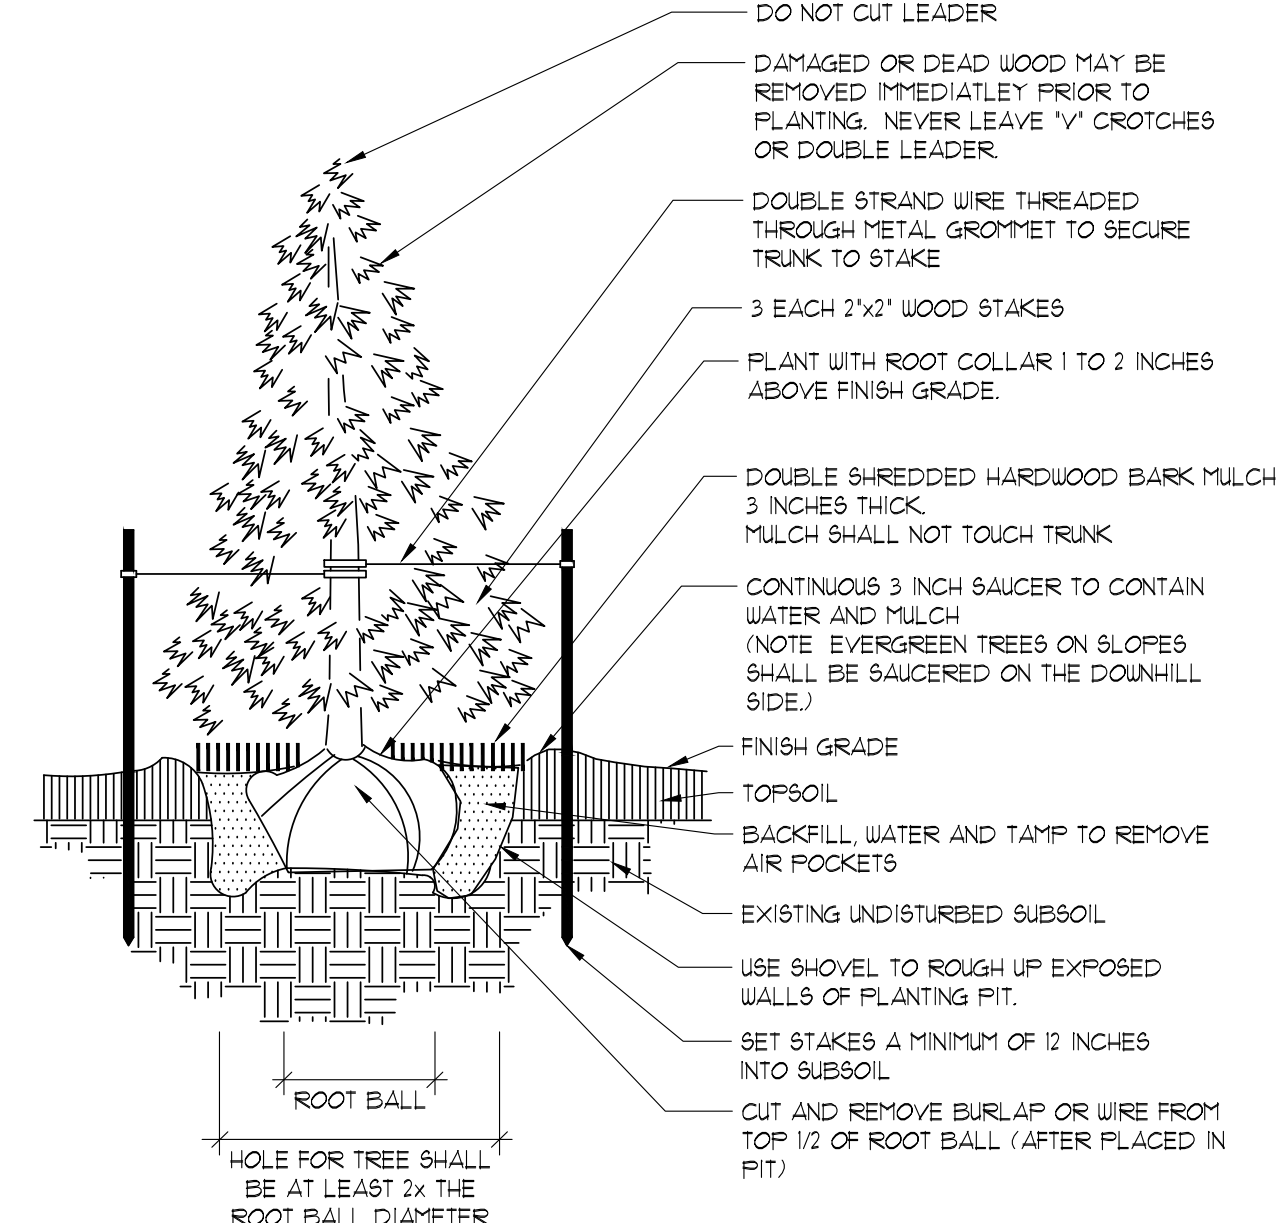 DO NOT CUT LEADER
DAMAGED OR DEAD WOOD MAY BE
REMOVED IMMEDIATLEY PRIOR TO
PLANTING. NEVER LEAVE "V" CROTCHES
OR DOUBLE LEADER.
DOUBLE STRAND WIRE THREADED
THROUGH METAL GROMMET TO SECURE
TRUNK TO STAKE
3 EACH 2"x2" WOOD STAKES
PLANT WITH ROOT COLLAR 1 TO 2 INCHES
ABOVE FINISH GRADE.
DOUBLE SHREDDED HARDWOOD BARK MULCH
3 INCHES THICK.
MULCH SHALL NOT TOUCH TRUNK
CONTINUOUS 3 INCH SAUCER TO CONTAIN
WATER AND MULCH
(NOTE EVERGREEN TREES ON SLOPES
SHALL BE SAUCERED ON THE DOWNHILL
SIDE.)
FINISH GRADE
TOPSOIL
BACKFILL, WATER AND TAMP TO REMOVE
AIR POCKETS
EXISTING UNDISTURBED SUBSOIL
USE SHOVEL TO ROUGH UP EXPOSED
WALLS OF PLANTING PIT.
SET STAKES A MINIMUM OF 12 INCHES
INTO SUBSOIL
CUT AND REMOVE BURLAP OR WIRE FROM
TOP 1/2 OF ROOT BALL (AFTER PLACED IN
PIT)
ROOT BALL
HOLE FOR TREE SHALL
BE AT LEAST 2x THE
ROOT BALL DIAMETER